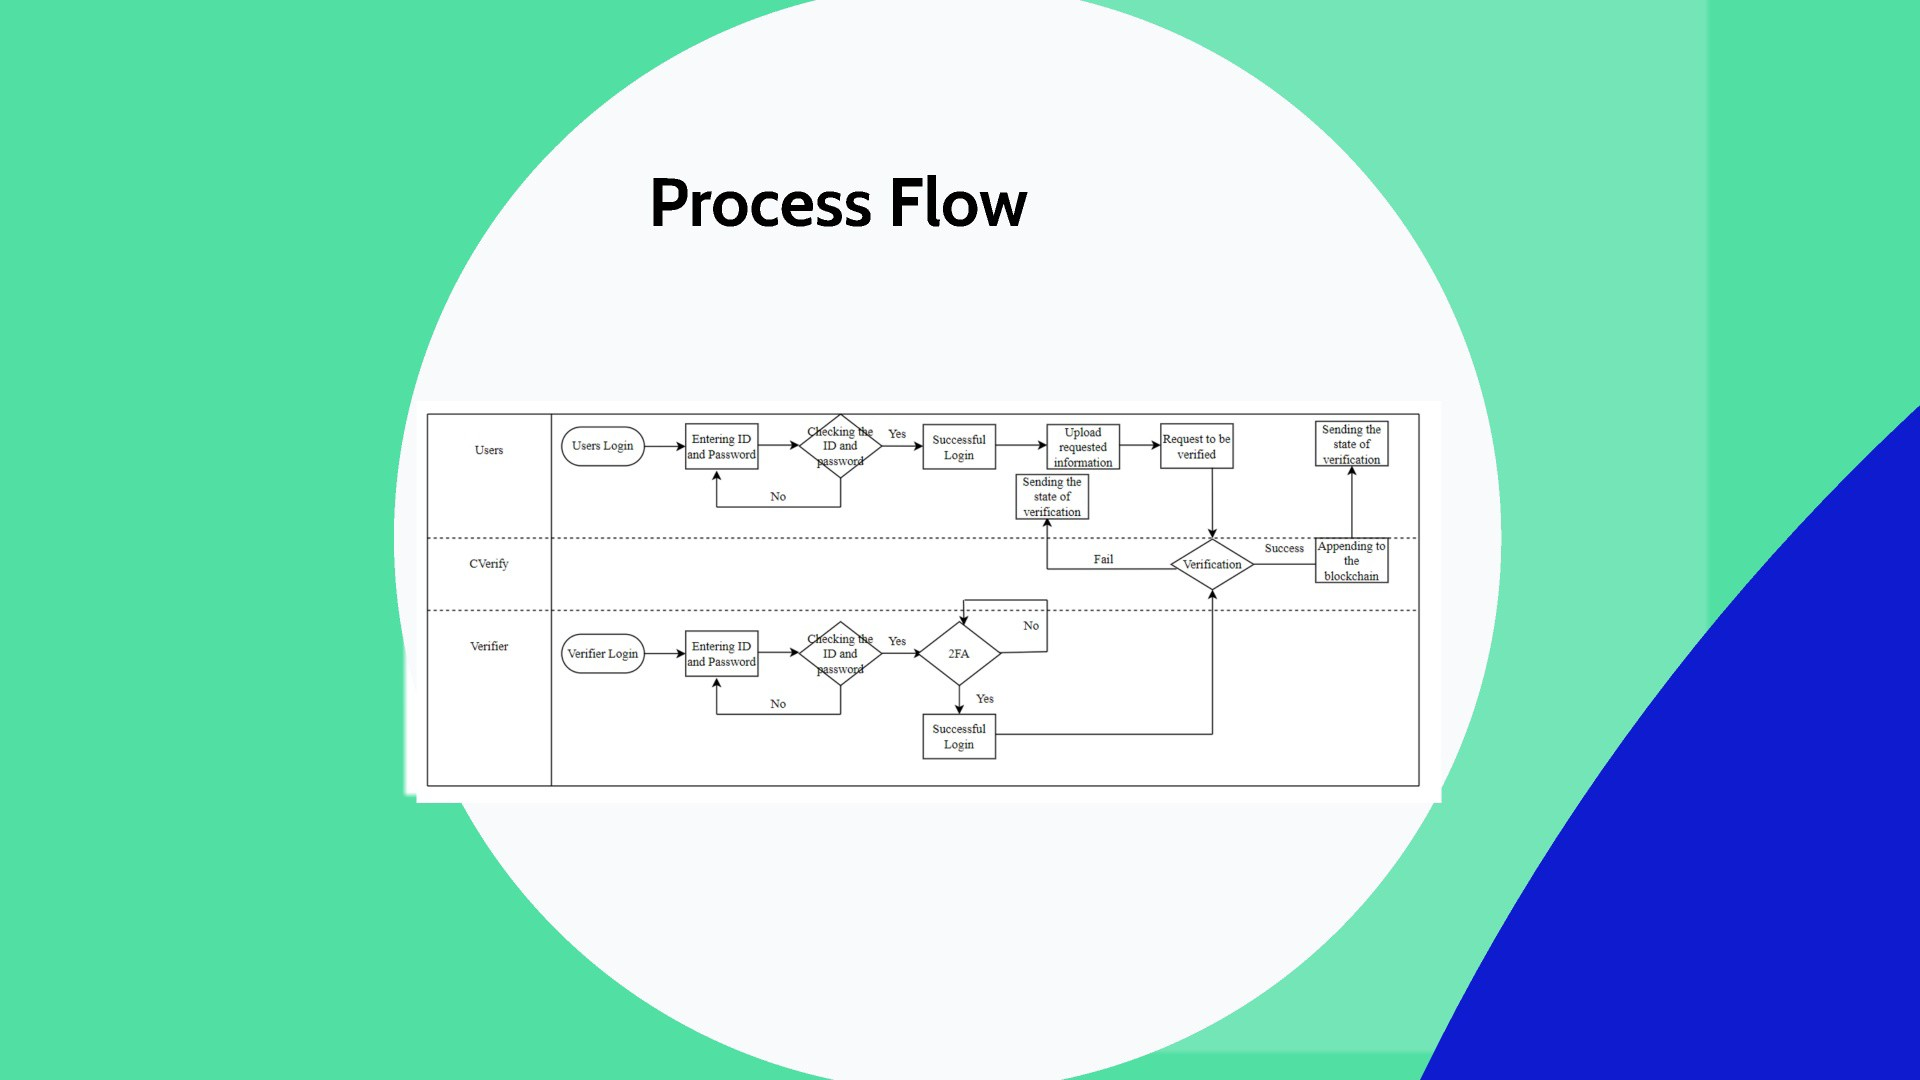 Process Flow
Users
Users Login
Entering ID
and Password
Checking the
ID and
password
Yes
No
Successful
Login
Upload
requested
information
Request to be
verified
Sending the
state of
verification
Sending the
state of
verification
CVerify
Fail
Verification
Success
Appending to
the
blockchain
Verifier
Verifier Login
Entering ID
and Password
Checking the
ID and
password
Yes
No
2FA
No
Yes
Successful
Login